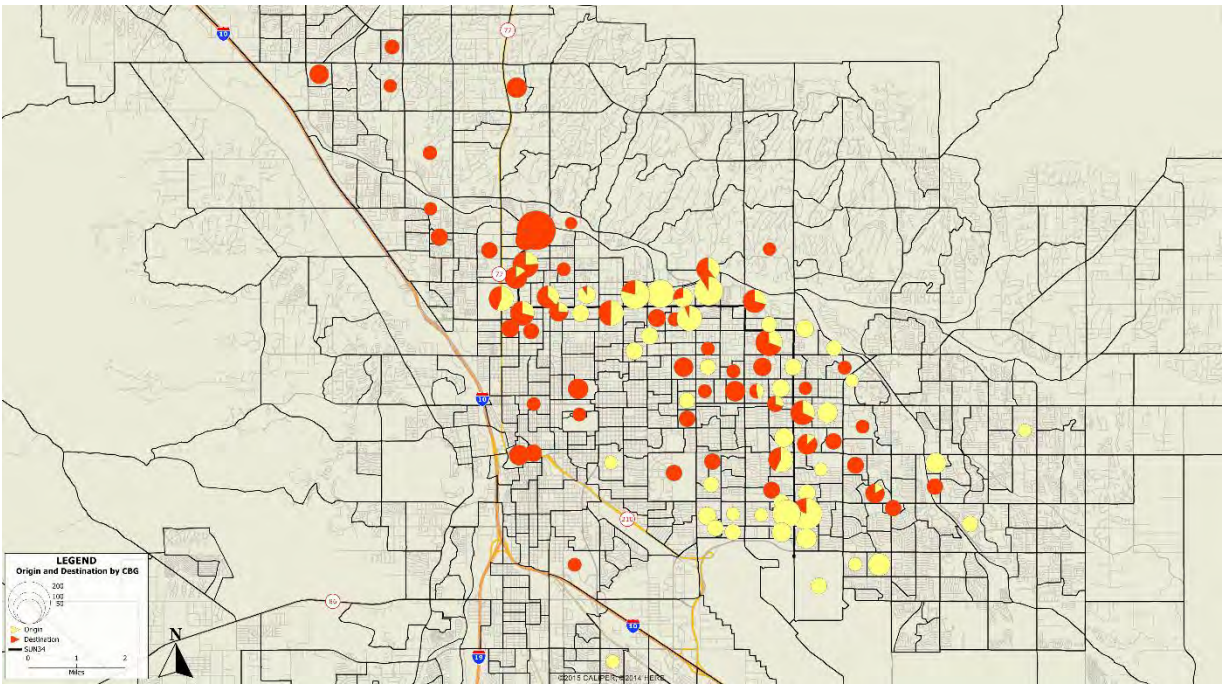 10
77
77
10
210
86
10
19
LEGEND
Origin and Destination by CBG
200
100
50
Origin
Destination
SUN34
0 1 2
Miles
N
©2015 CALIPER; ©2014 HERE